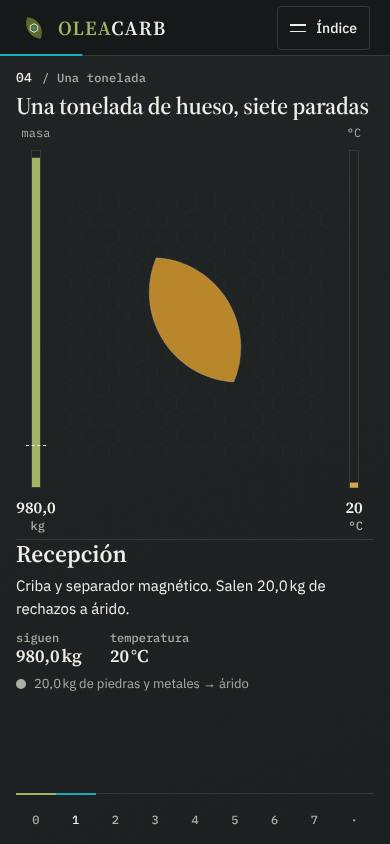 OLEACARB
Índice
04 / Una tonelada
Una tonelada de hueso, siete paradas
masa
°C
980,0
kg
20
°C
Recepción
Criba y separador magnético. Salen 20,0 kg de
rechazos a árido.
siguen
temperatura
980,0 kg
20 °C
20,0 kg de piedras y metales → árido
0 1 2 3 4 5 6 7 ·